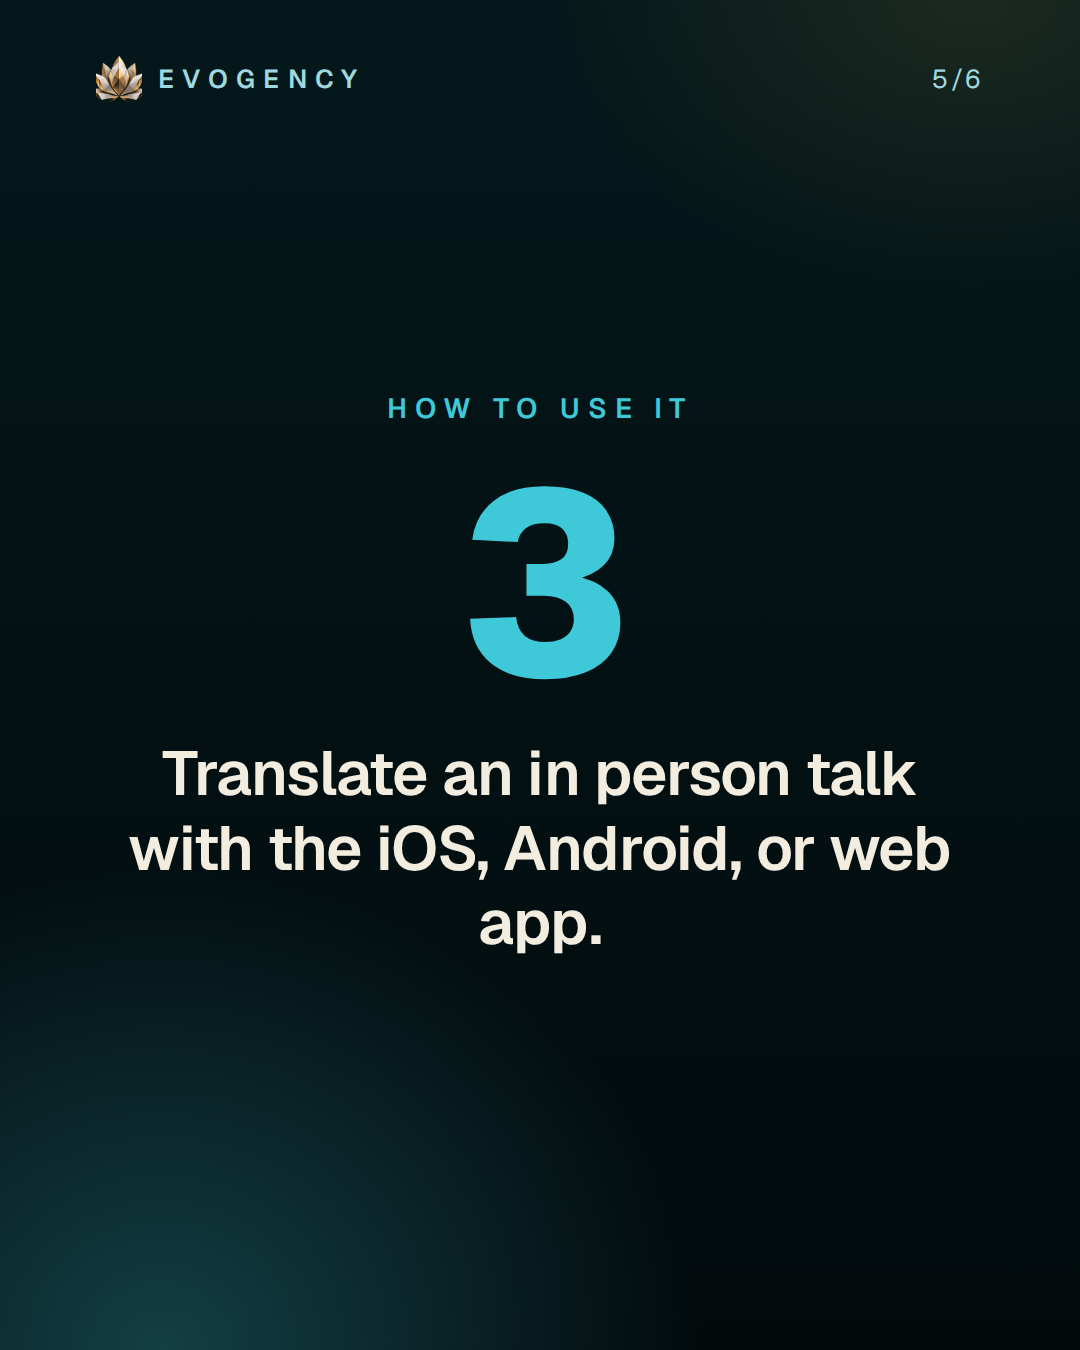 EVOGENCY
5/6
HOW TO USE IT
3
Translate an in person talk
with the iOS, Android, or web
app.